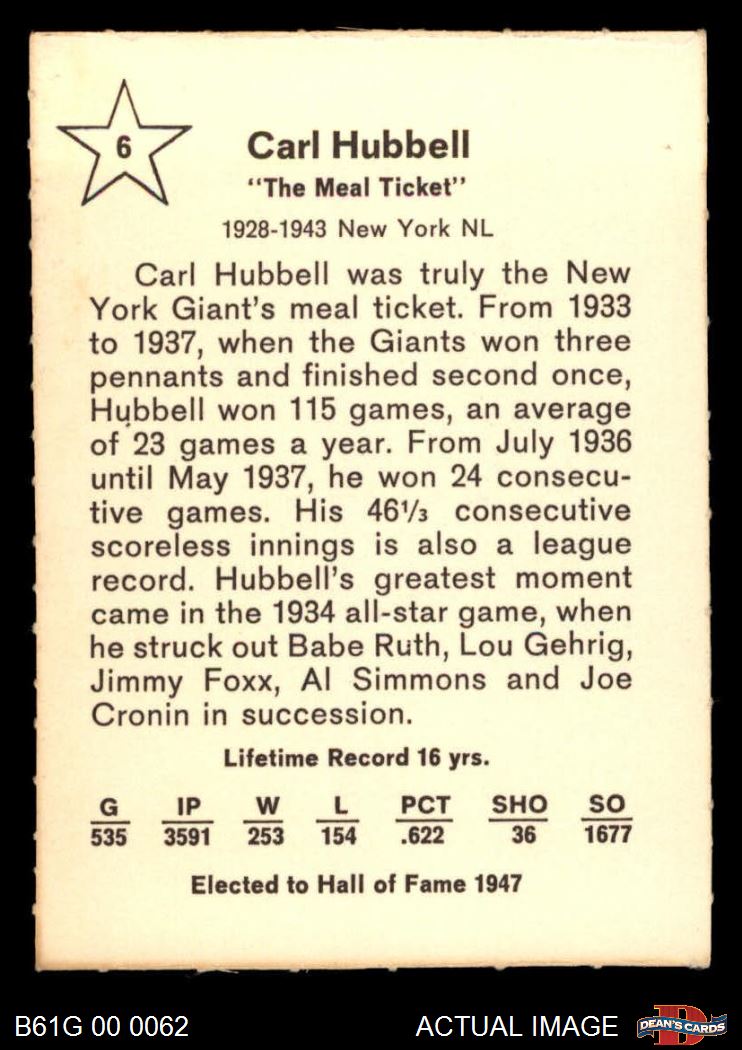 6
Carl Hubbell
"The Meal Ticket"
1928-1943 New York NL
Carl Hubbell was truly the New
York Giant's meal ticket. From 1933
to 1937, when the Giants won three
pennants and finished second once,
Hubbell won 115 games, an average
of 23 games a year. From July 1936
until May 1937, he won 24 consecu-
tive games. His 46 1/3 consecutive
scoreless innings is also a league
record. Hubbell's greatest moment
came in the 1934 all-star game, when
he struck out Babe Ruth, Lou Gehrig,
Jimmy Foxx, Al Simmons and Joe
Cronin in succession.
Lifetime Record 16 yrs.
G IP W L PCT SHO SO
535 3591 253 154 .622 36 1677
Elected to Hall of Fame 1947
B61G 00 0062 ACTUAL IMAGE DEAN'S CARDS